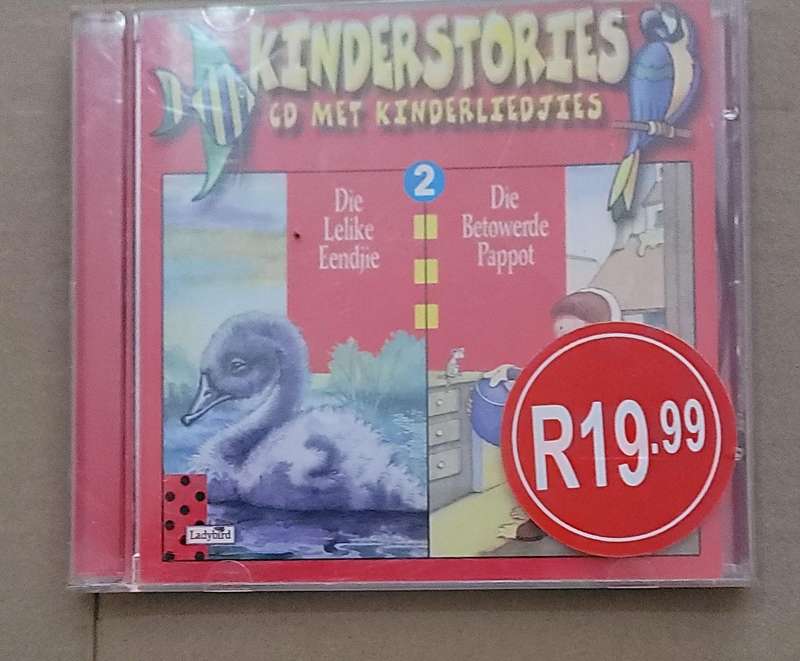 KINDERSTORIES
CD MET KINDERLIEDJIES
2
Die
Lelike
Eendjie
Die
Betowerde
Pappot
R19.99
Ladybird